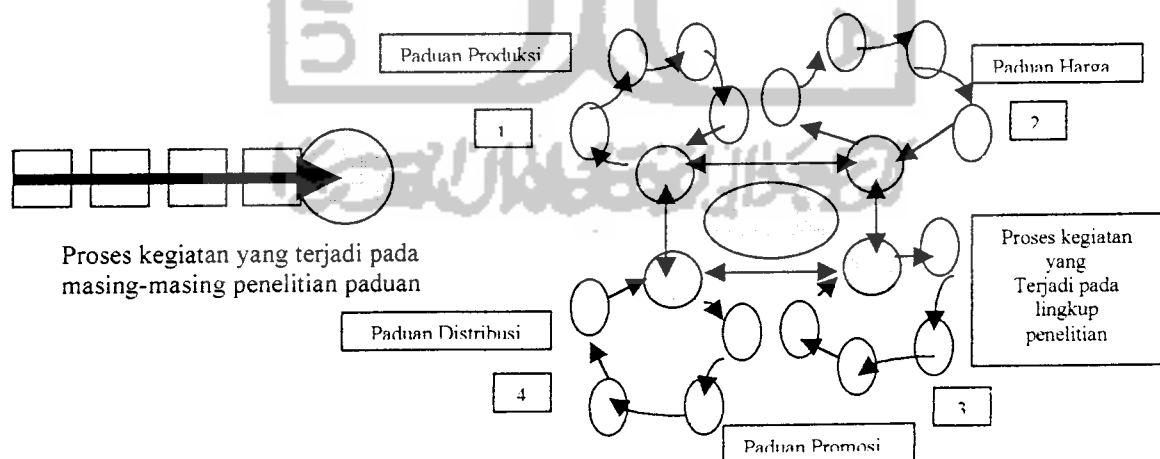 Paduan Produksi
1
Paduan Harga
2
Proses kegiatan yang terjadi pada
masing-masing penelitian paduan
Proses kegiatan
yang
Terjadi pada
lingkup
penelitian
Paduan Distribusi
4
3
Paduan Promosi